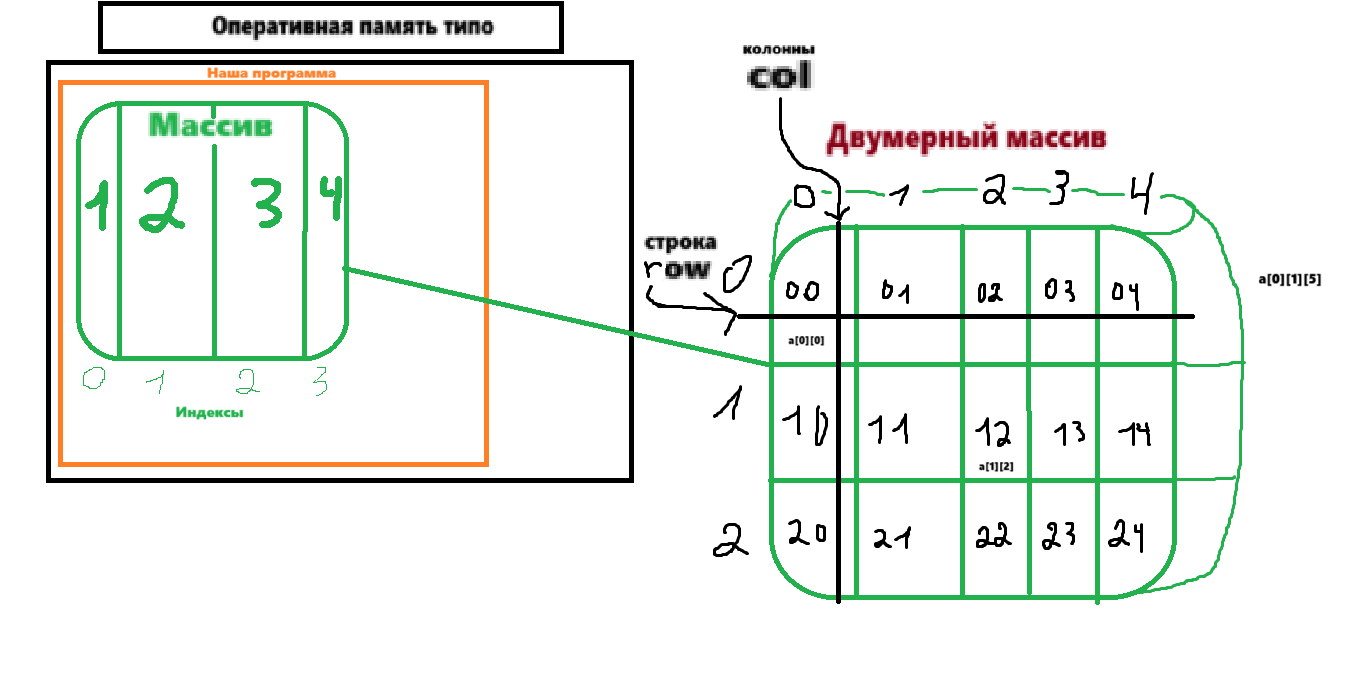 Оперативная память типо
Наша программа
Массив
1 2 3 4
0 1 2 3
Индексы
колонны
col
Двумерный массив
0 1 2 3 4
строка
row
0
00 01 02 03 04
a[0][1][5]
a[0][0]
1
10 11 12 13 14
a[1][2]
2
20 21 22 23 24